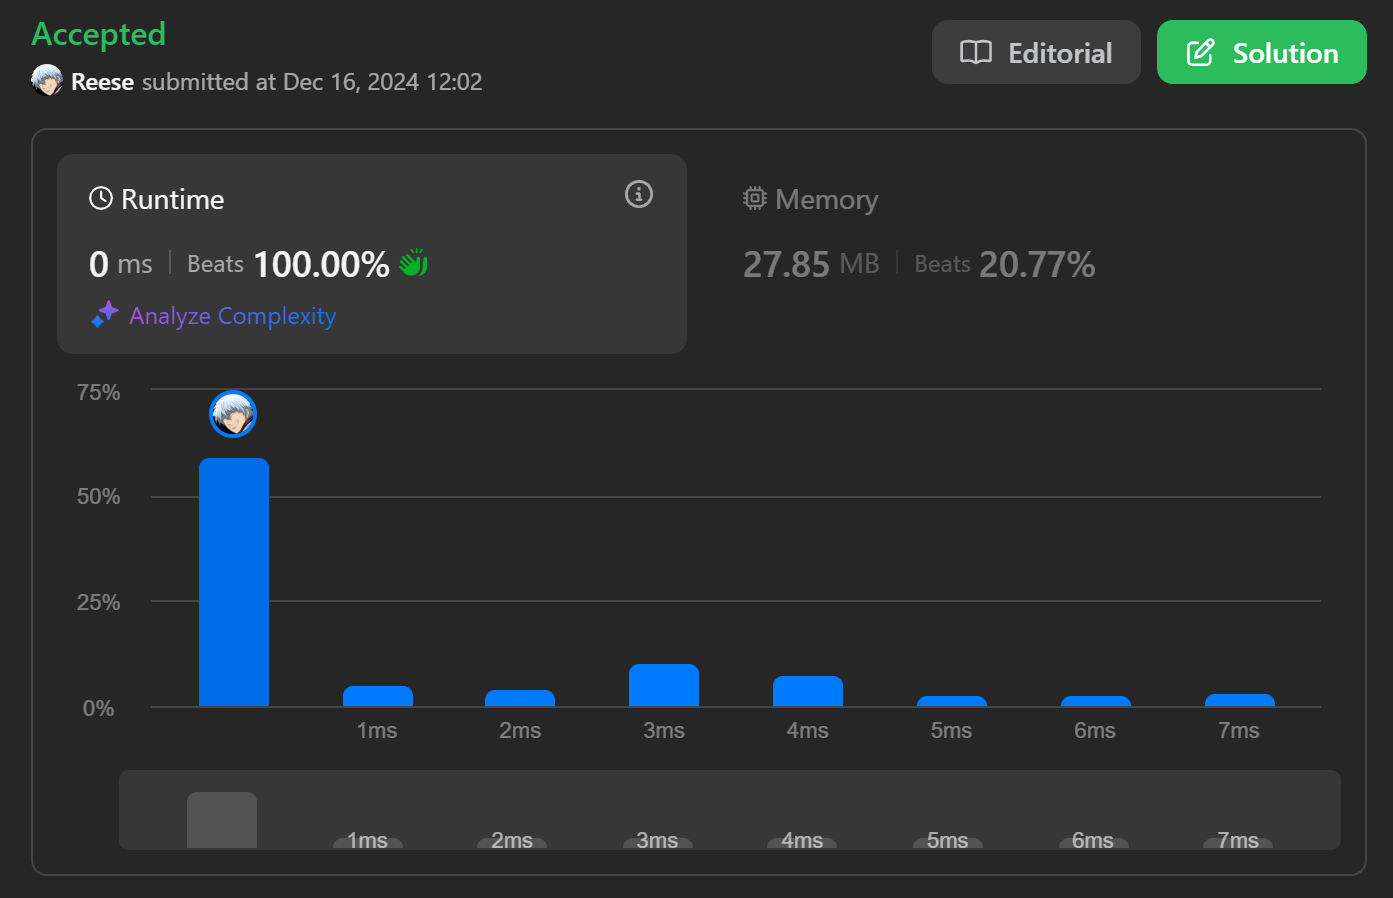 Accepted
Editorial
Solution
Reese submitted at Dec 16, 2024 12:02
Runtime
0 ms | Beats 100.00%
Analyze Complexity
Memory
27.85 MB | Beats 20.77%
75%
50%
25%
0%
1ms 2ms 3ms 4ms 5ms 6ms 7ms
1ms 2ms 3ms 4ms 5ms 6ms 7ms